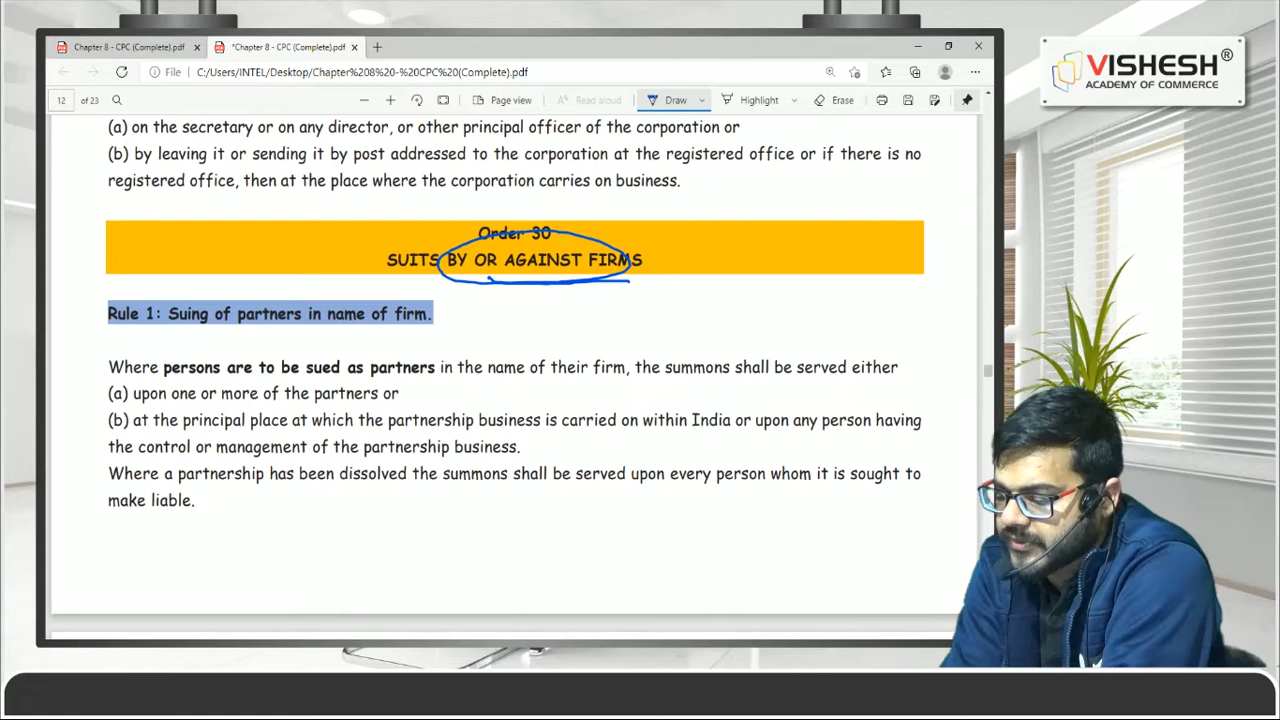 Chapter 8 - CPC (Complete).pdf
*Chapter 8 - CPC (Complete).pdf
File
C:/Users/INTEL/Desktop/Chapter%208%20-%20CPC%20(Complete).pdf
12 of 23
Page view
Read aloud
Draw
Highlight
Erase
VISHESH®
ACADEMY OF COMMERCE
(a) on the secretary or on any director, or other principal officer of the corporation or
(b) by leaving it or sending it by post addressed to the corporation at the registered office or if there is no
registered office, then at the place where the corporation carries on business.
Order 30
SUITS BY OR AGAINST FIRMS
Rule 1: Suing of partners in name of firm.
Where persons are to be sued as partners in the name of their firm, the summons shall be served either
(a) upon one or more of the partners or
(b) at the principal place at which the partnership business is carried on within India or upon any person having
the control or management of the partnership business.
Where a partnership has been dissolved the summons shall be served upon every person whom it is sought to
make liable.